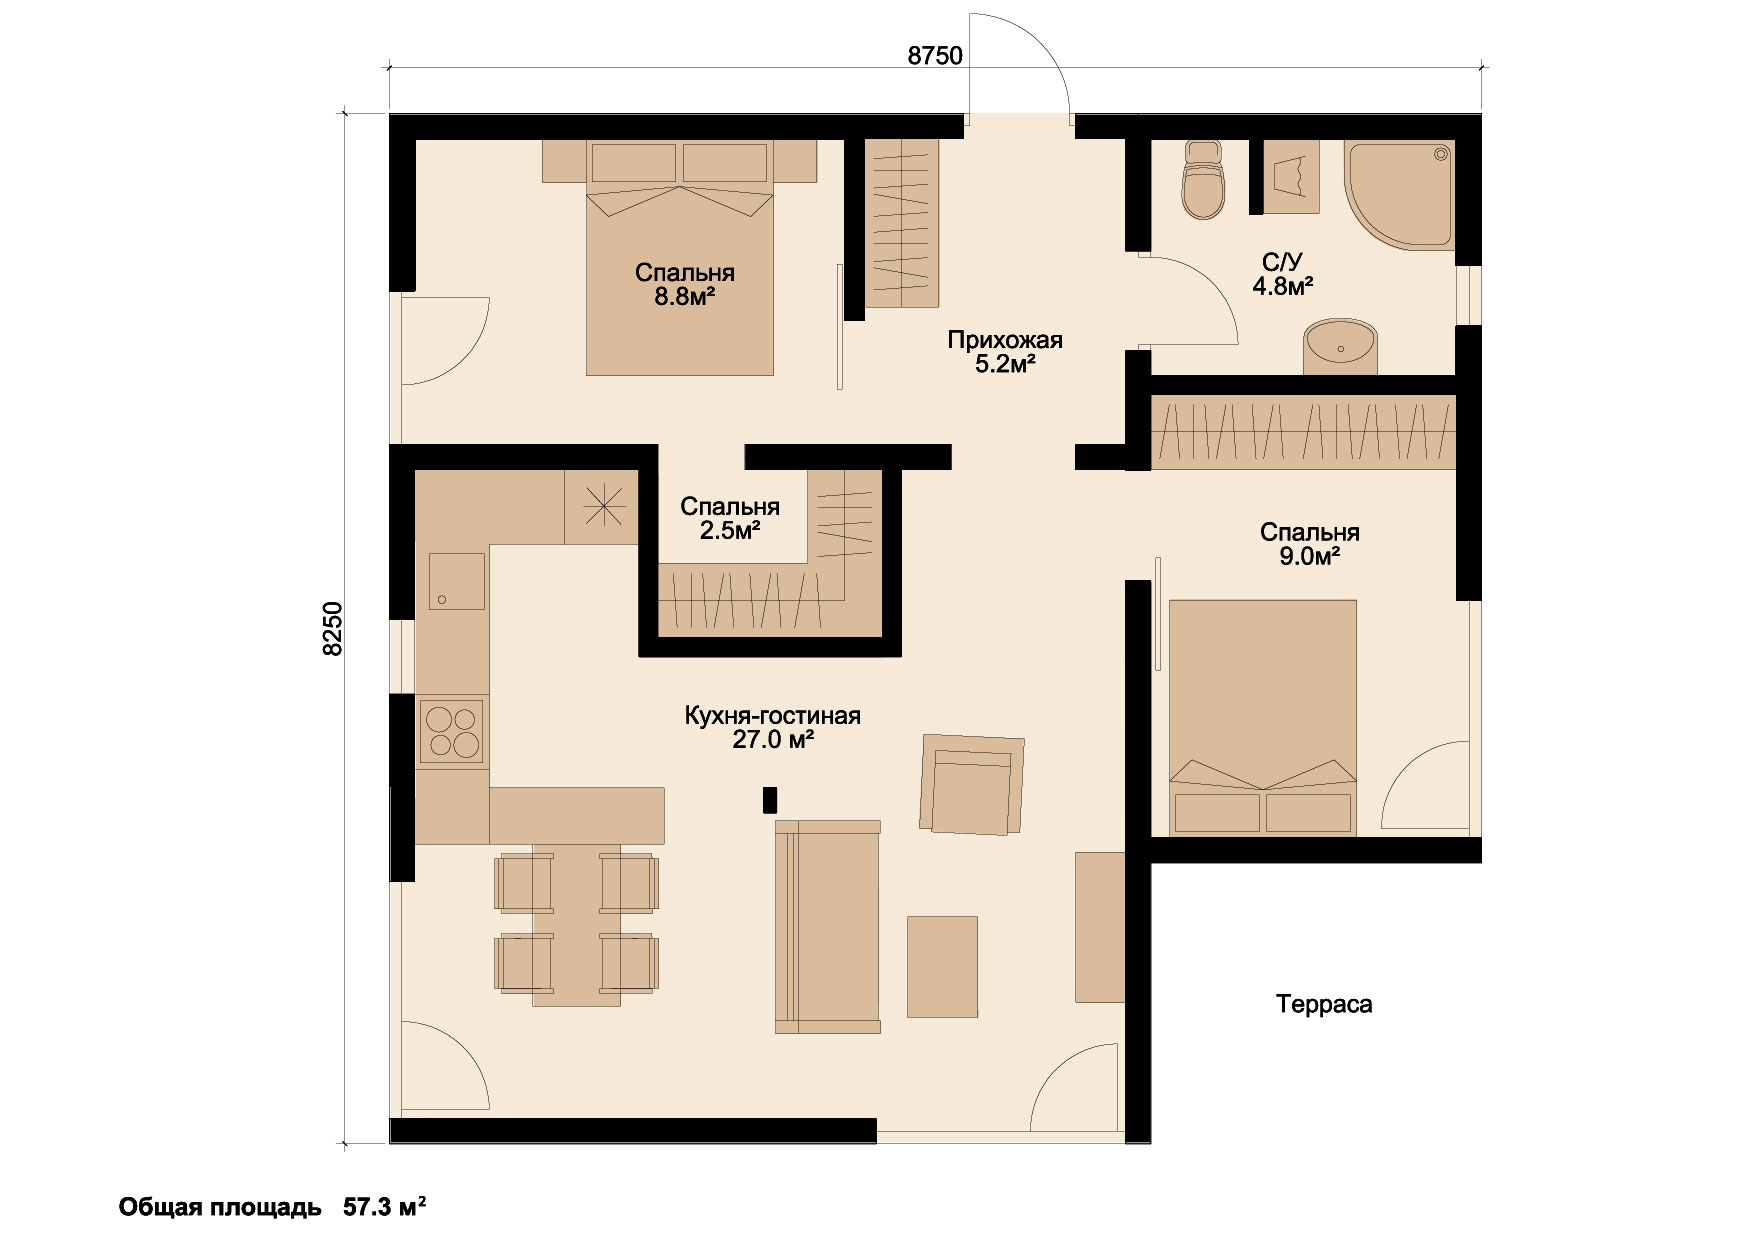 8750
Спальня
8.8м²
С/У
4.8м²
Прихожая
5.2м²
Спальня
2.5м²
Спальня
9.0м²
8250
Кухня-гостиная
27.0 м²
Терраса
Общая площадь 57.3 м²